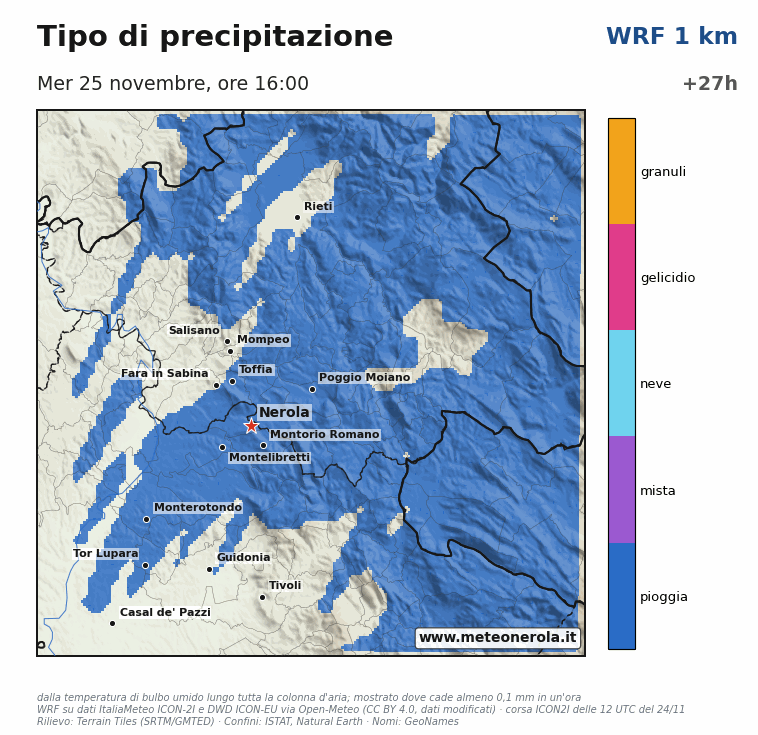 Tipo di precipitazione
WRF 1 km
Mer 25 novembre, ore 16:00
+27h
granuli
gelicidio
neve
mista
pioggia
Rieti
Salisano
Mompeo
Fara in Sabina
Toffia
Poggio Moiano
Nerola
Montorio Romano
Montelibretti
Monterotondo
Tor Lupara
Guidonia
Tivoli
Casal de' Pazzi
www.meteonerola.it
dalla temperatura di bulbo umido lungo tutta la colonna d'aria; mostrato dove cade almeno 0,1 mm in un'ora
WRF su dati ItaliaMeteo ICON-2I e DWD ICON-EU via Open-Meteo (CC BY 4.0, dati modificati) · corsa ICON2I delle 12 UTC del 24/11
Rilievo: Terrain Tiles (SRTM/GMTED) · Confini: ISTAT, Natural Earth · Nomi: GeoNames